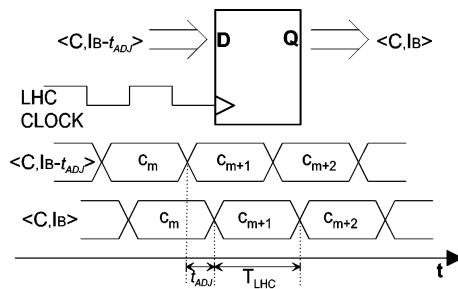 <C,IB-tADJ> D Q <C,IB>
LHC
CLOCK
<C,IB-tADJ> cm cm+1 cm+2
<C,IB> cm cm+1 cm+2
tADJ TLHC t